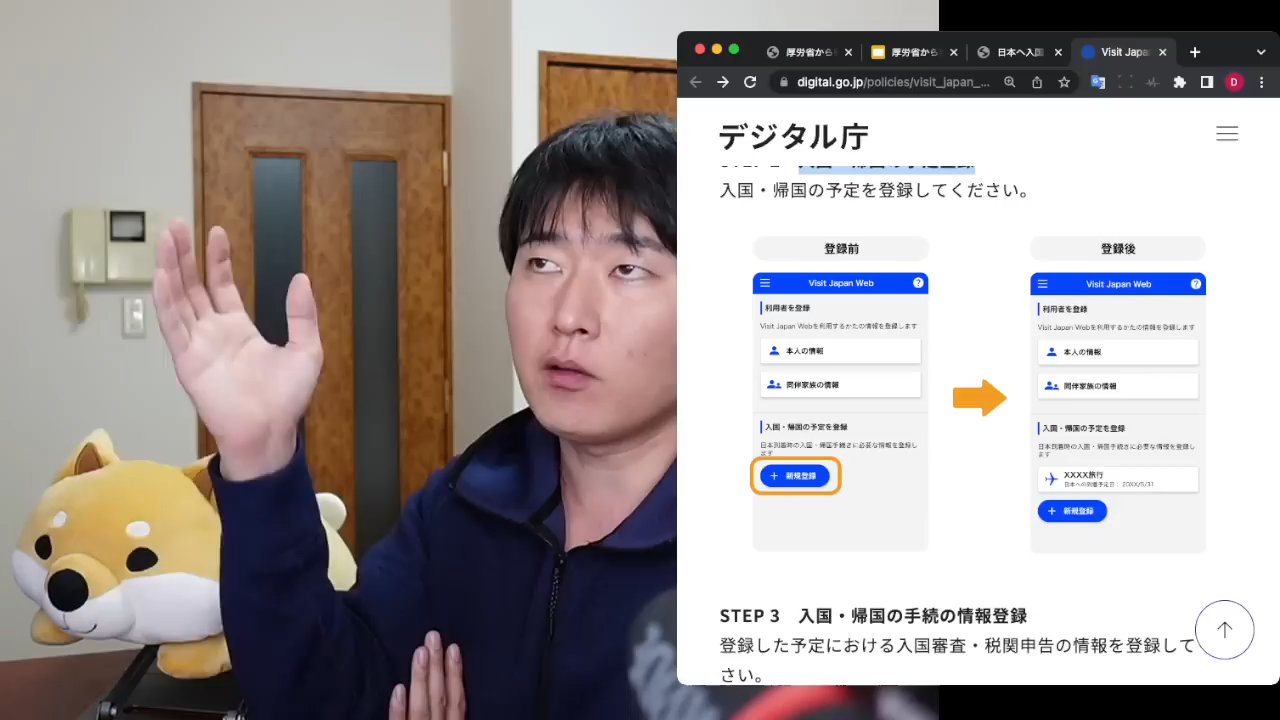 厚労省から
厚労省から
日本へ入国
Visit Japa
digital.go.jp/policies/visit_japan_...
D
デジタル庁
入国・帰国の予定登録
入国・帰国の予定を登録してください。
登録前
Visit Japan Web
?
利用者を登録
Visit Japan Webを利用するかたの情報を登録します
本人の情報
同伴家族の情報
入国・帰国の予定を登録
日本到着時の入国・帰国手続きに必要な情報を登録し
ます
+ 新規登録
登録後
Visit Japan Web
?
利用者を登録
Visit Japan Webを利用するかたの情報を登録します
本人の情報
同伴家族の情報
入国・帰国の予定を登録
日本到着時の入国・帰国手続きに必要な情報を登録し
ます
XXXX旅行
日本への到着予定日： 20XX/5/31
+ 新規登録
STEP 3　入国・帰国の手続の情報登録
登録した予定における入国審査・税関申告の情報を登録して
さい。